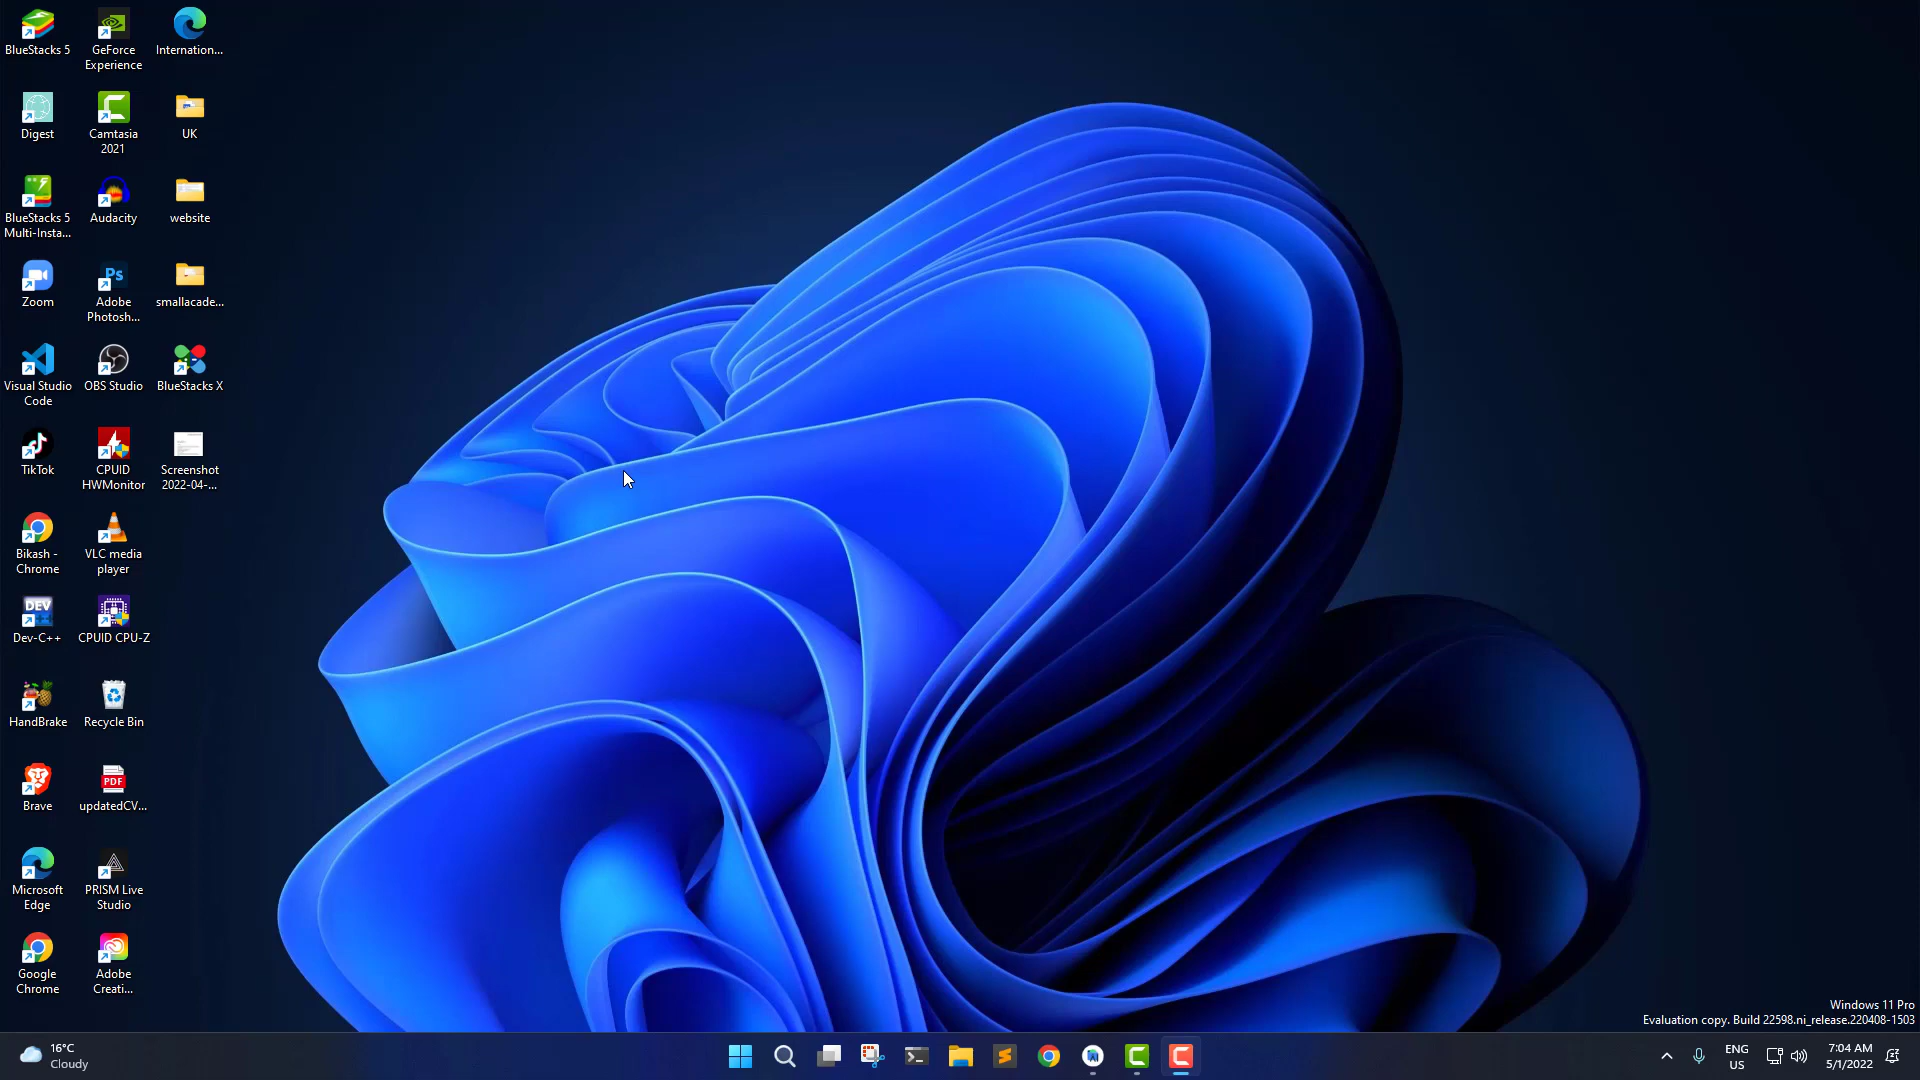 BlueStacks 5
GeForce
Experience
Internation...
Digest
Camtasia
2021
UK
BlueStacks 5
Multi-Insta...
Audacity
website
Zoom
Ps
Adobe
Photosh...
smallacade...
Visual Studio
Code
OBS Studio
BlueStacks X
TikTok
CPUID
HWMonitor
Screenshot
2022-04-...
Bikash -
Chrome
VLC media
player
DEV
Dev-C++
CPUID CPU-Z
HandBrake
Recycle Bin
Brave
PDF
updatedCV...
Microsoft
Edge
PRISM Live
Studio
Google
Chrome
Adobe
Creati...
Windows 11 Pro
Evaluation copy. Build 22598.ni_release.220408-1503
16°C
Cloudy
ENG
US
7:04 AM
5/1/2022